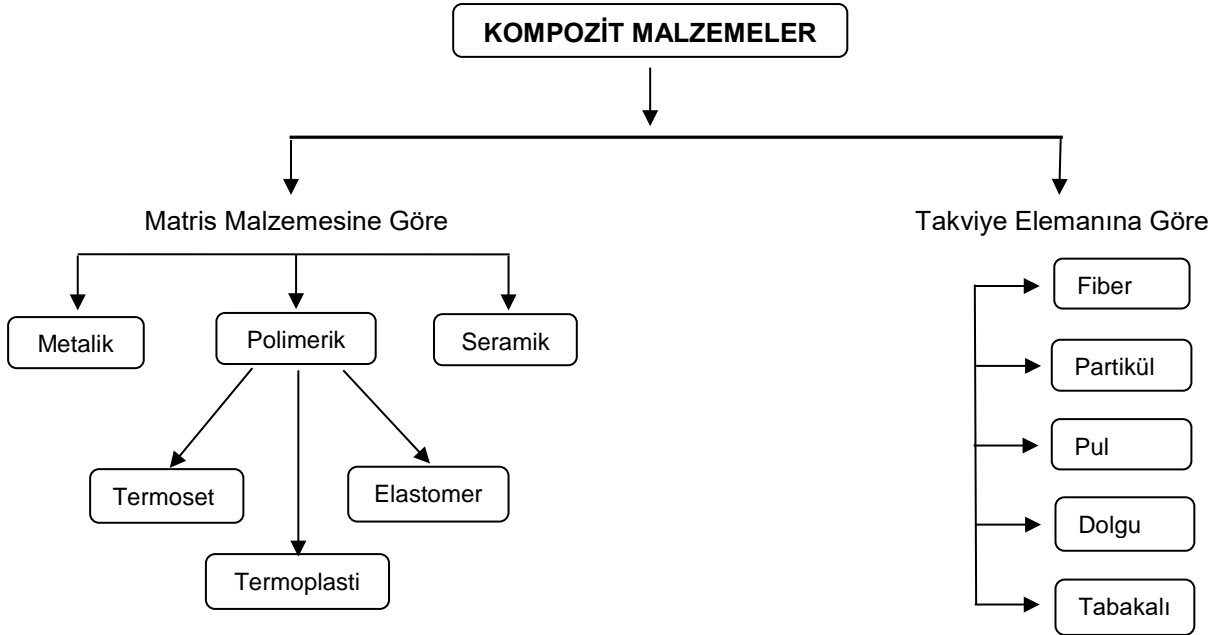 KOMPOZİT MALZEMELER
Matris Malzemesine Göre
Takviye Elemanına Göre
Metalik
Polimerik
Seramik
Termoset
Elastomer
Termoplasti
Fiber
Partikül
Pul
Dolgu
Tabakalı